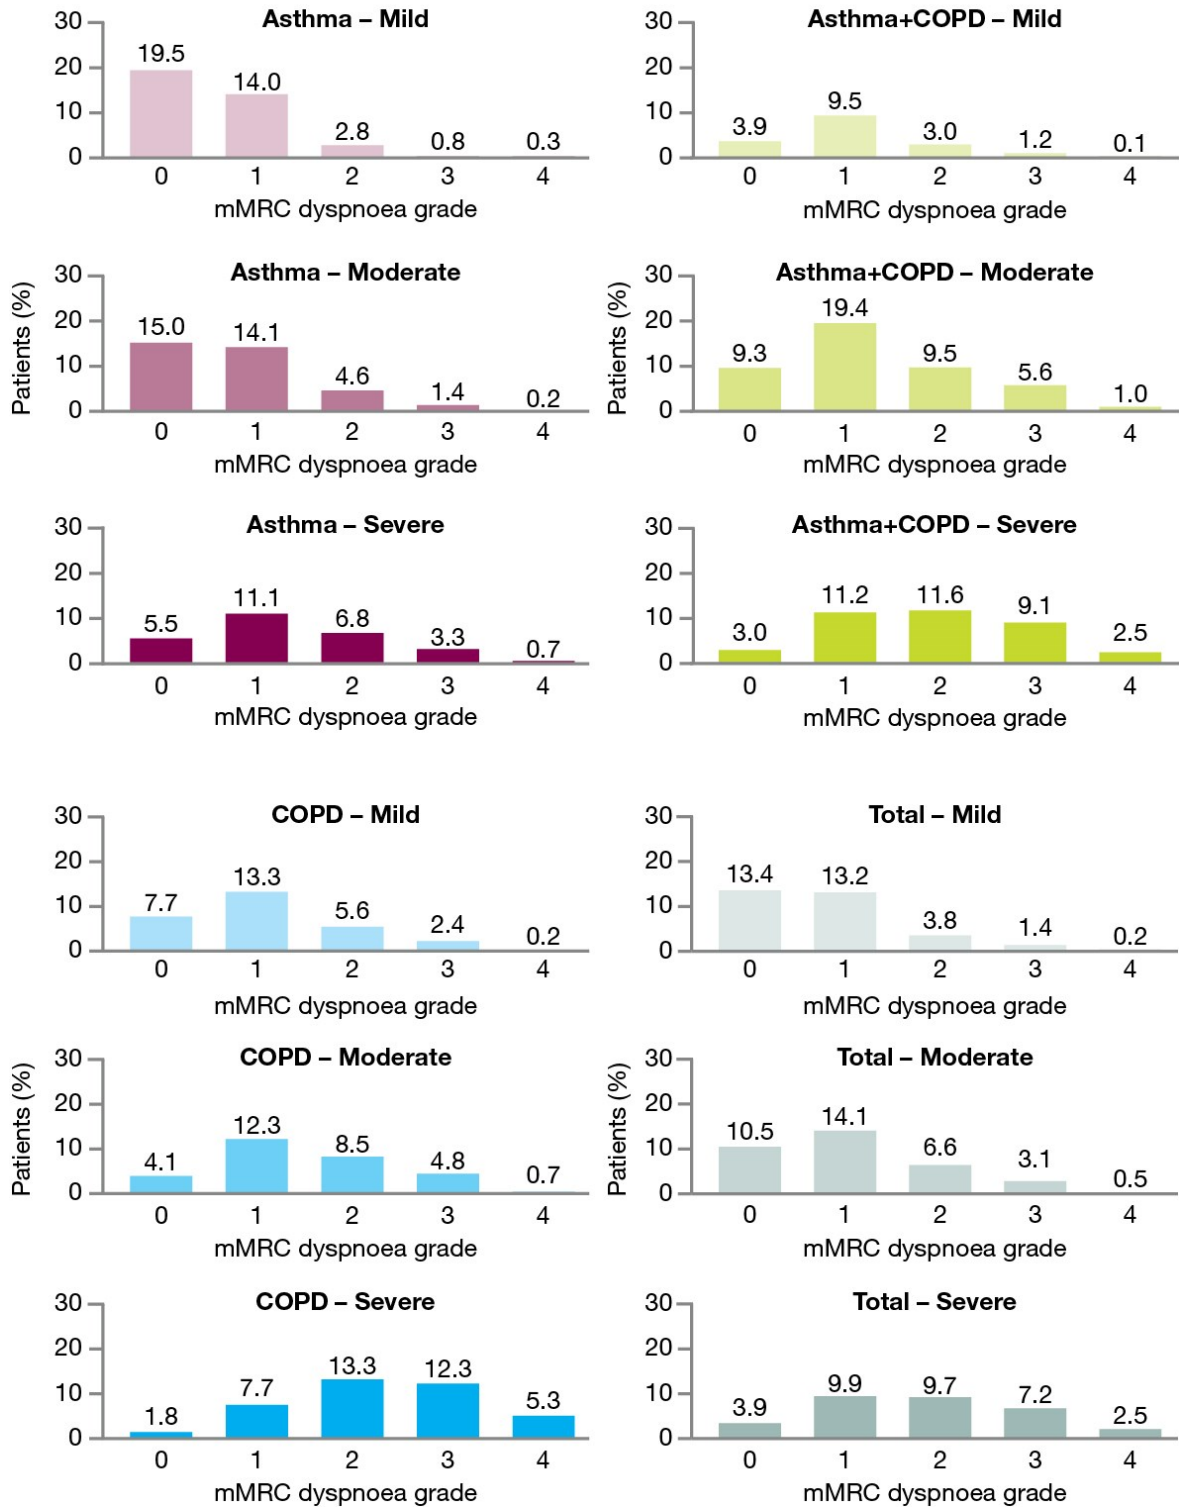 Asthma – Mild
30
20
10
0
19.5
14.0
2.8
0.8
0.3
0 1 2 3 4
mMRC dyspnoea grade
Asthma+COPD – Mild
30
20
10
0
3.9
9.5
3.0
1.2
0.1
0 1 2 3 4
mMRC dyspnoea grade
Asthma – Moderate
Patients (%)
30
20
10
0
15.0
14.1
4.6
1.4
0.2
0 1 2 3 4
mMRC dyspnoea grade
Asthma+COPD – Moderate
Patients (%)
30
20
10
0
9.3
19.4
9.5
5.6
1.0
0 1 2 3 4
mMRC dyspnoea grade
Asthma – Severe
30
20
10
0
5.5
11.1
6.8
3.3
0.7
0 1 2 3 4
mMRC dyspnoea grade
Asthma+COPD – Severe
30
20
10
0
3.0
11.2
11.6
9.1
2.5
0 1 2 3 4
mMRC dyspnoea grade
COPD – Mild
30
20
10
0
7.7
13.3
5.6
2.4
0.2
0 1 2 3 4
mMRC dyspnoea grade
Total – Mild
30
20
10
0
13.4
13.2
3.8
1.4
0.2
0 1 2 3 4
mMRC dyspnoea grade
COPD – Moderate
Patients (%)
30
20
10
0
4.1
12.3
8.5
4.8
0.7
0 1 2 3 4
mMRC dyspnoea grade
Total – Moderate
Patients (%)
30
20
10
0
10.5
14.1
6.6
3.1
0.5
0 1 2 3 4
mMRC dyspnoea grade
COPD – Severe
30
20
10
0
1.8
7.7
13.3
12.3
5.3
0 1 2 3 4
mMRC dyspnoea grade
Total – Severe
30
20
10
0
3.9
9.9
9.7
7.2
2.5
0 1 2 3 4
mMRC dyspnoea grade